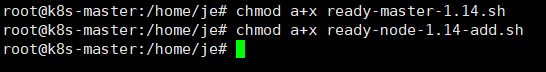 root@k8s-master:/home/je# chmod a+x ready-master-1.14.sh
root@k8s-master:/home/je# chmod a+x ready-node-1.14-add.sh
root@k8s-master:/home/je#